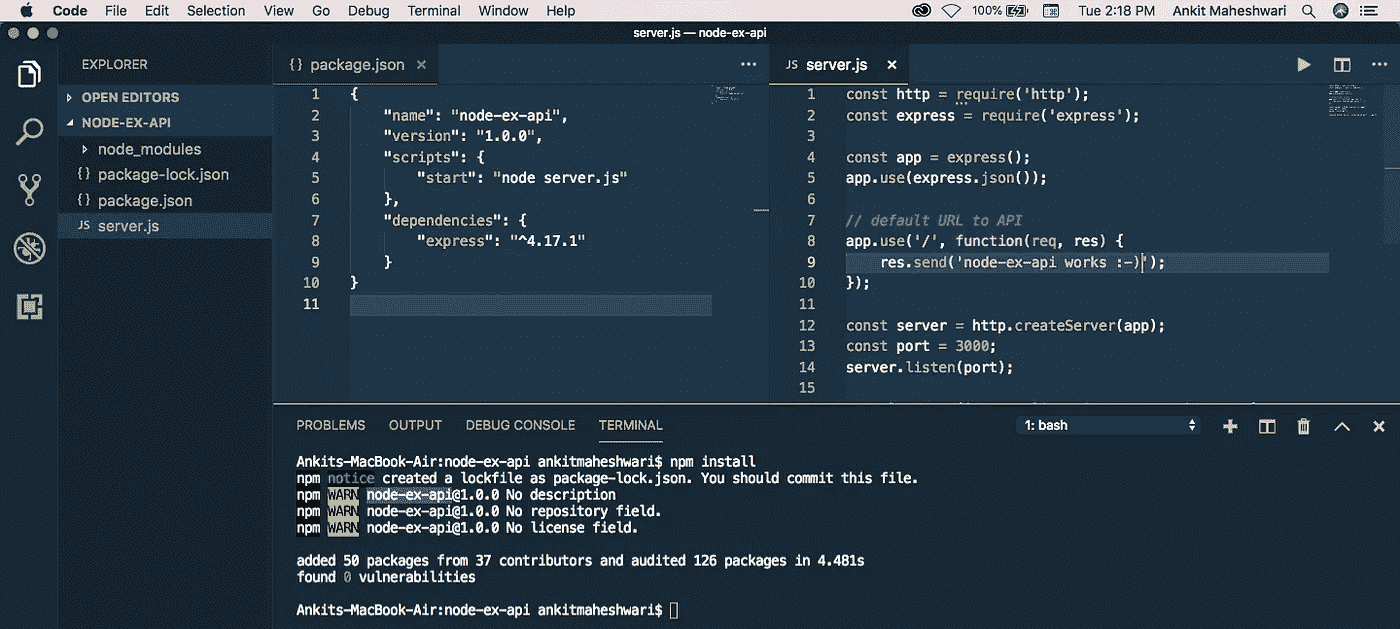 Code File Edit Selection View Go Debug Terminal Window Help 100% Tue 2:18 PM Ankit Maheshwari
server.js — node-ex-api
EXPLORER
OPEN EDITORS
NODE-EX-API
node_modules
{} package-lock.json
{} package.json
JS server.js
{} package.json ×
1 {
2 "name": "node-ex-api",
3 "version": "1.0.0",
4 "scripts": {
5 "start": "node server.js"
6 },
7 "dependencies": {
8 "express": "^4.17.1"
9 }
10 }
11
JS server.js ×
1 const http = require('http');
2 const express = require('express');
3
4 const app = express();
5 app.use(express.json());
6
7 // default URL to API
8 app.use('/', function(req, res) {
9 res.send('node-ex-api works :-)');
10 });
11
12 const server = http.createServer(app);
13 const port = 3000;
14 server.listen(port);
15
PROBLEMS OUTPUT DEBUG CONSOLE TERMINAL 1: bash
Ankits-MacBook-Air:node-ex-api ankitmaheshwari$ npm install
npm notice created a lockfile as package-lock.json. You should commit this file.
npm WARN node-ex-api@1.0.0 No description
npm WARN node-ex-api@1.0.0 No repository field.
npm WARN node-ex-api@1.0.0 No license field.
added 50 packages from 37 contributors and audited 126 packages in 4.481s
found 0 vulnerabilities
Ankits-MacBook-Air:node-ex-api ankitmaheshwari$